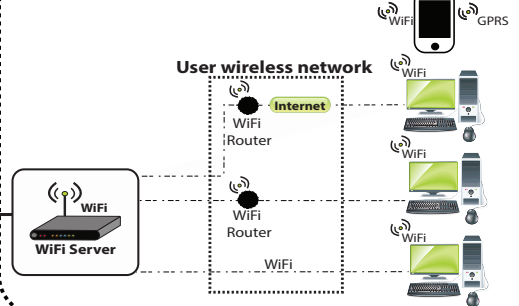 WiFi
GPRS
User wireless network
WiFi
Internet
WiFi
Router
WiFi
WiFi
WiFi Server
WiFi
Router
WiFi
WiFi